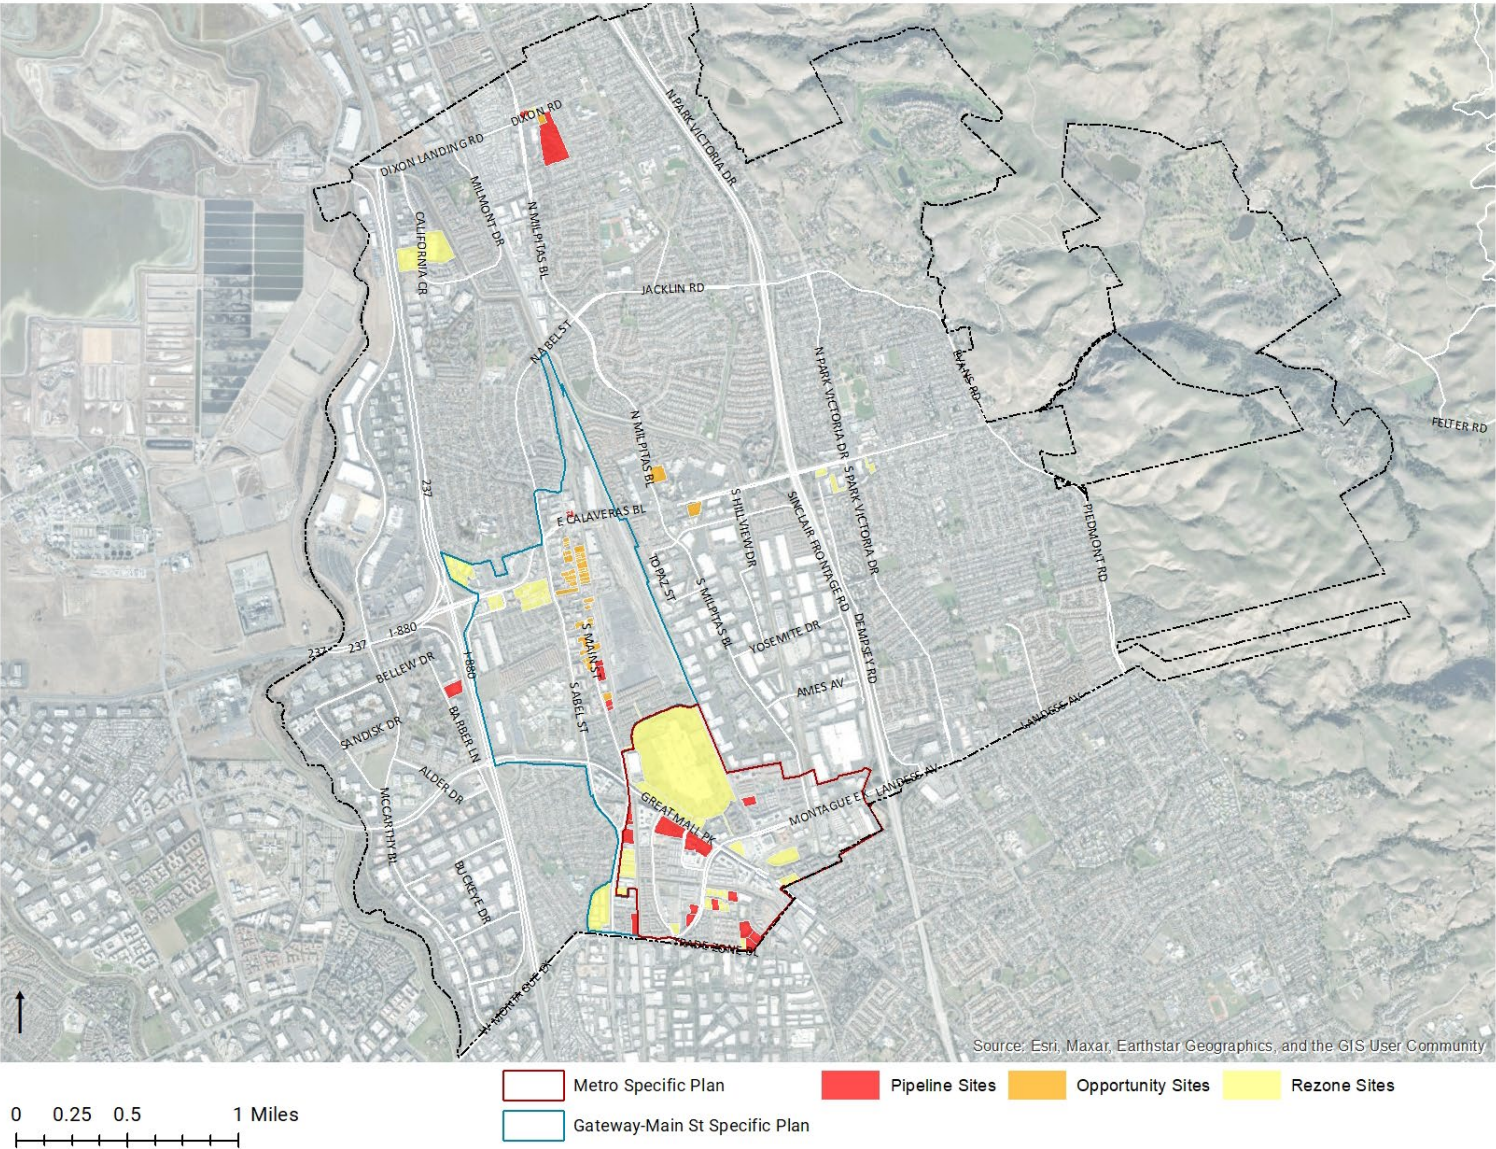 DIXON RD
DIXON LANDING RD
N PARK VICTORIA DR
MILMONT DR
CALIFORNIA CR
N MILPITAS BL
JACKLIN RD
N ABEL ST
N PARK VICTORIA DR
EVANS RD
FELTER RD
N MILPITAS BL
237
E CALAVERAS BL
S HILLVIEW DR
SINCLAIR FRONTAGE RD
S PARK VICTORIA DR
PIEDMONT RD
TOPAZ ST
S MILPITAS BL
YOSEMITE DR
DEMPSEY RD
I-880
237
237
S MAIN ST
BELLEW DR
I-880
AMES AV
S ABEL ST
BARBER LN
SANDISK DR
LANDESS AV
ALDER DR
MCCARTHY BL
GREAT MALL PK
MONTAGUE EX
LANDESS AV
BUCKEYE DR
TRADE ZONE BL
W MONTAGUE EX
Source: Esri, Maxar, Earthstar Geographics, and the GIS User Community
Metro Specific Plan
Pipeline Sites
Opportunity Sites
Rezone Sites
Gateway-Main St Specific Plan
0 0.25 0.5 1 Miles